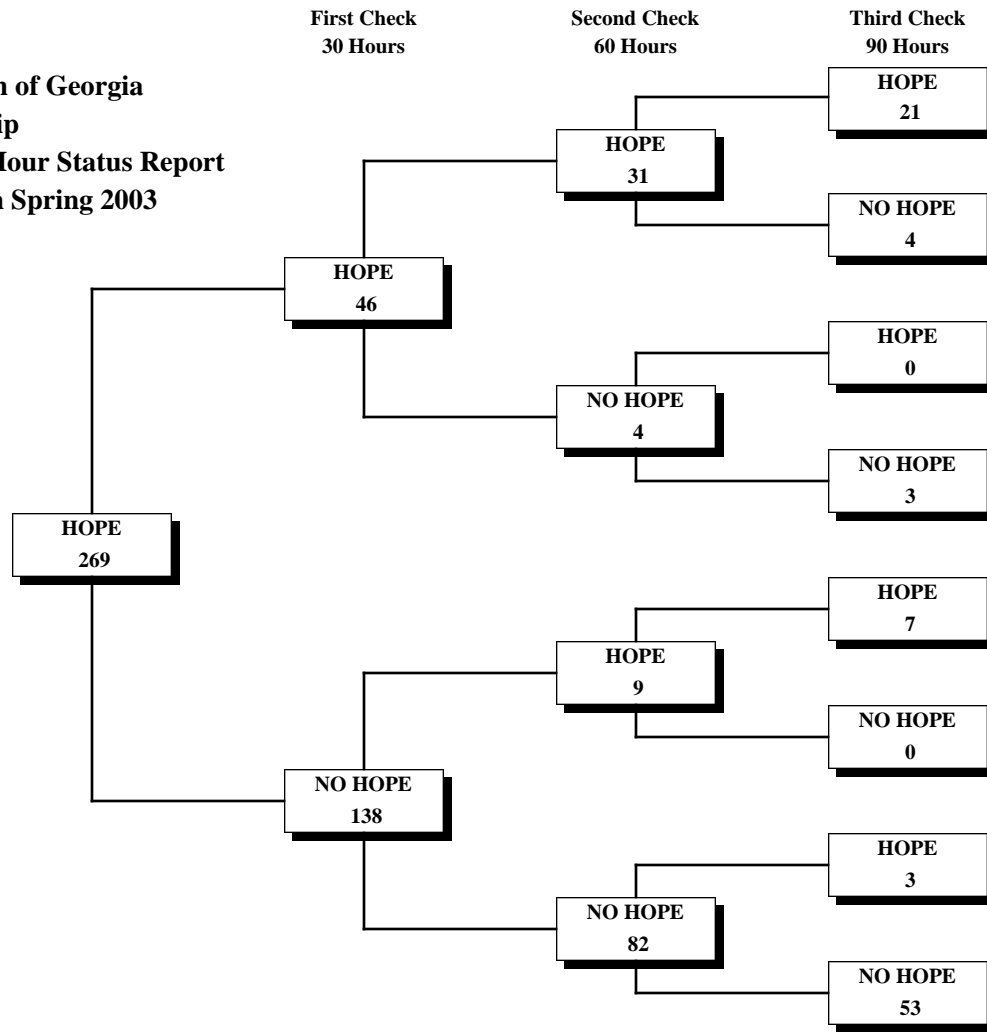 First Check
30 Hours
Second Check
60 Hours
Third Check
90 Hours
of Georgia
Hour Status Report
Spring 2003
HOPE
21
HOPE
31
NO HOPE
4
HOPE
46
HOPE
0
NO HOPE
4
NO HOPE
3
HOPE
269
HOPE
7
HOPE
9
NO HOPE
0
NO HOPE
138
HOPE
3
NO HOPE
82
NO HOPE
53